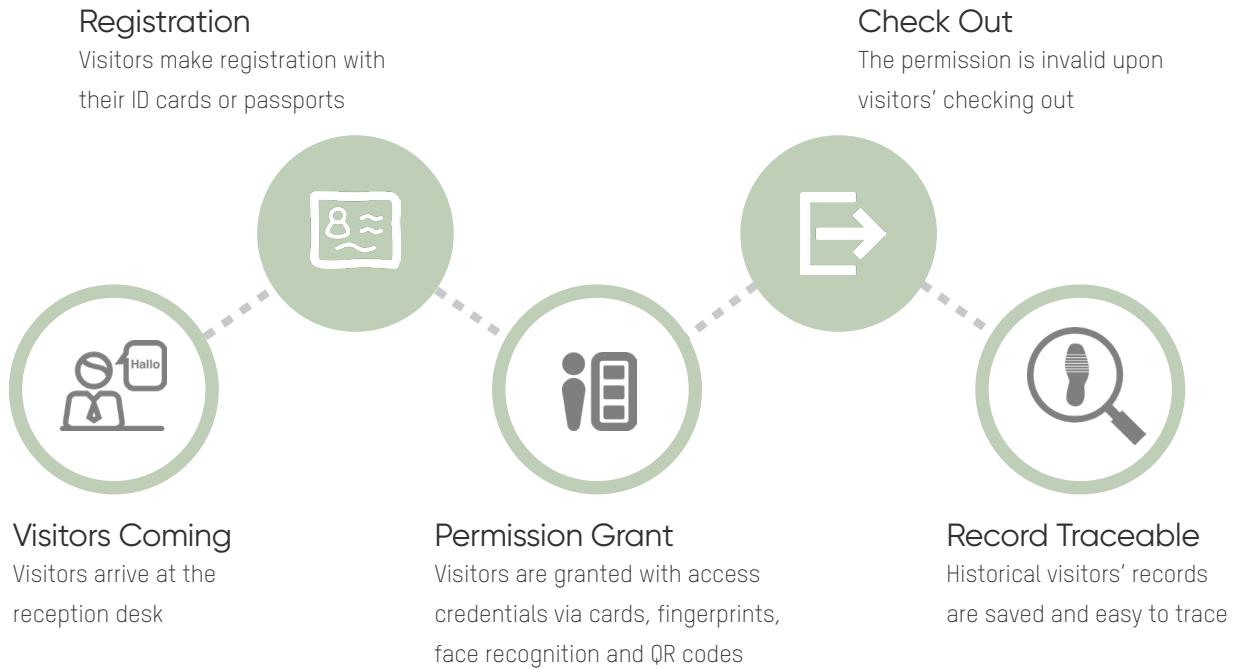 Registration
Visitors make registration with
their ID cards or passports
Check Out
The permission is invalid upon
visitors' checking out
Hallo
Visitors Coming
Visitors arrive at the
reception desk
Permission Grant
Visitors are granted with access
credentials via cards, fingerprints,
face recognition and QR codes
Record Traceable
Historical visitors' records
are saved and easy to trace